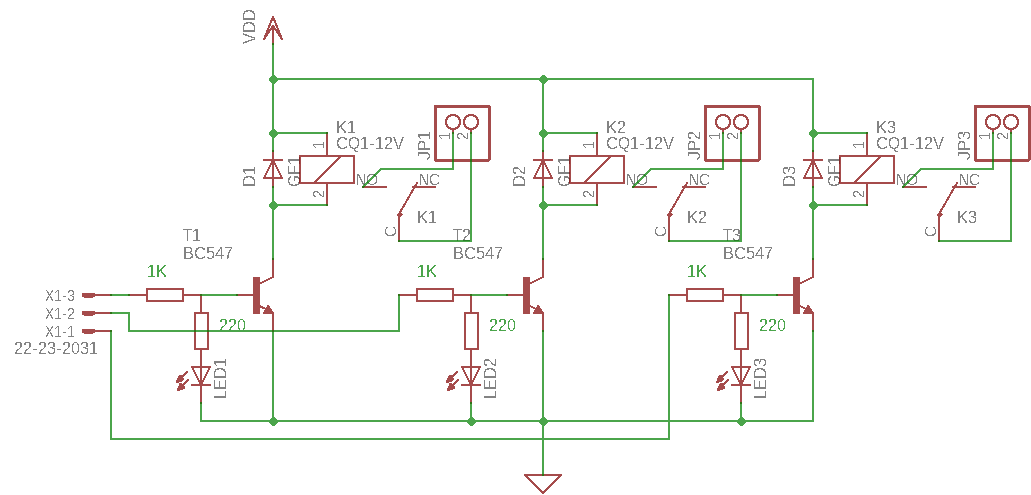 VDD
K1
CQ1-12V
JP1
1
2
K2
CQ1-12V
JP2
1
2
K3
CQ1-12V
JP3
1
2
D1
GF1
1
2
NO
NC
K1
C
D2
GF1
1
2
NO
NC
K2
C
D3
GF1
1
2
NO
NC
K3
C
T1
BC547
T2
BC547
T3
BC547
1K
1K
1K
X1-3
X1-2
X1-1
22-23-2031
220
220
220
LED1
LED2
LED3